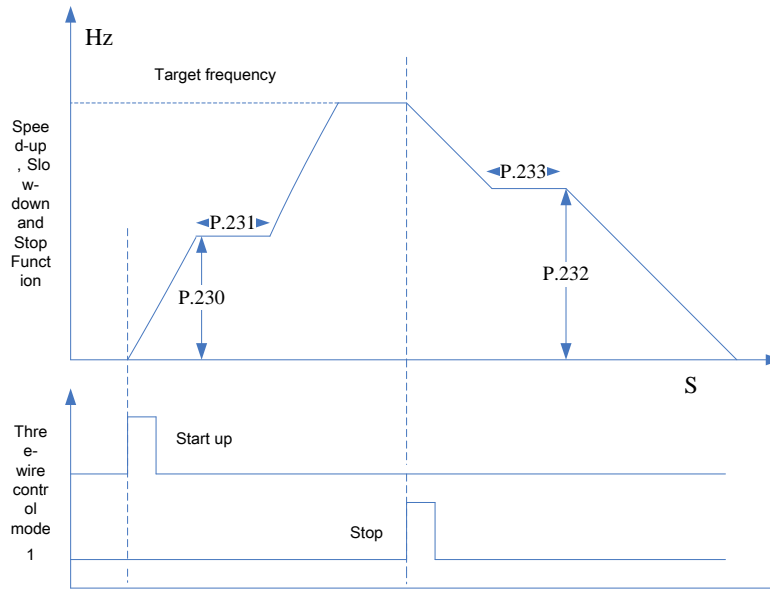 Hz
Target frequency
Spee
d-up
, Slo
w-
down
and
Stop
Funct
ion
P.231
P.230
P.233
P.232
S
Thre
e-
wire
contr
ol
mode
1
Start up
Stop